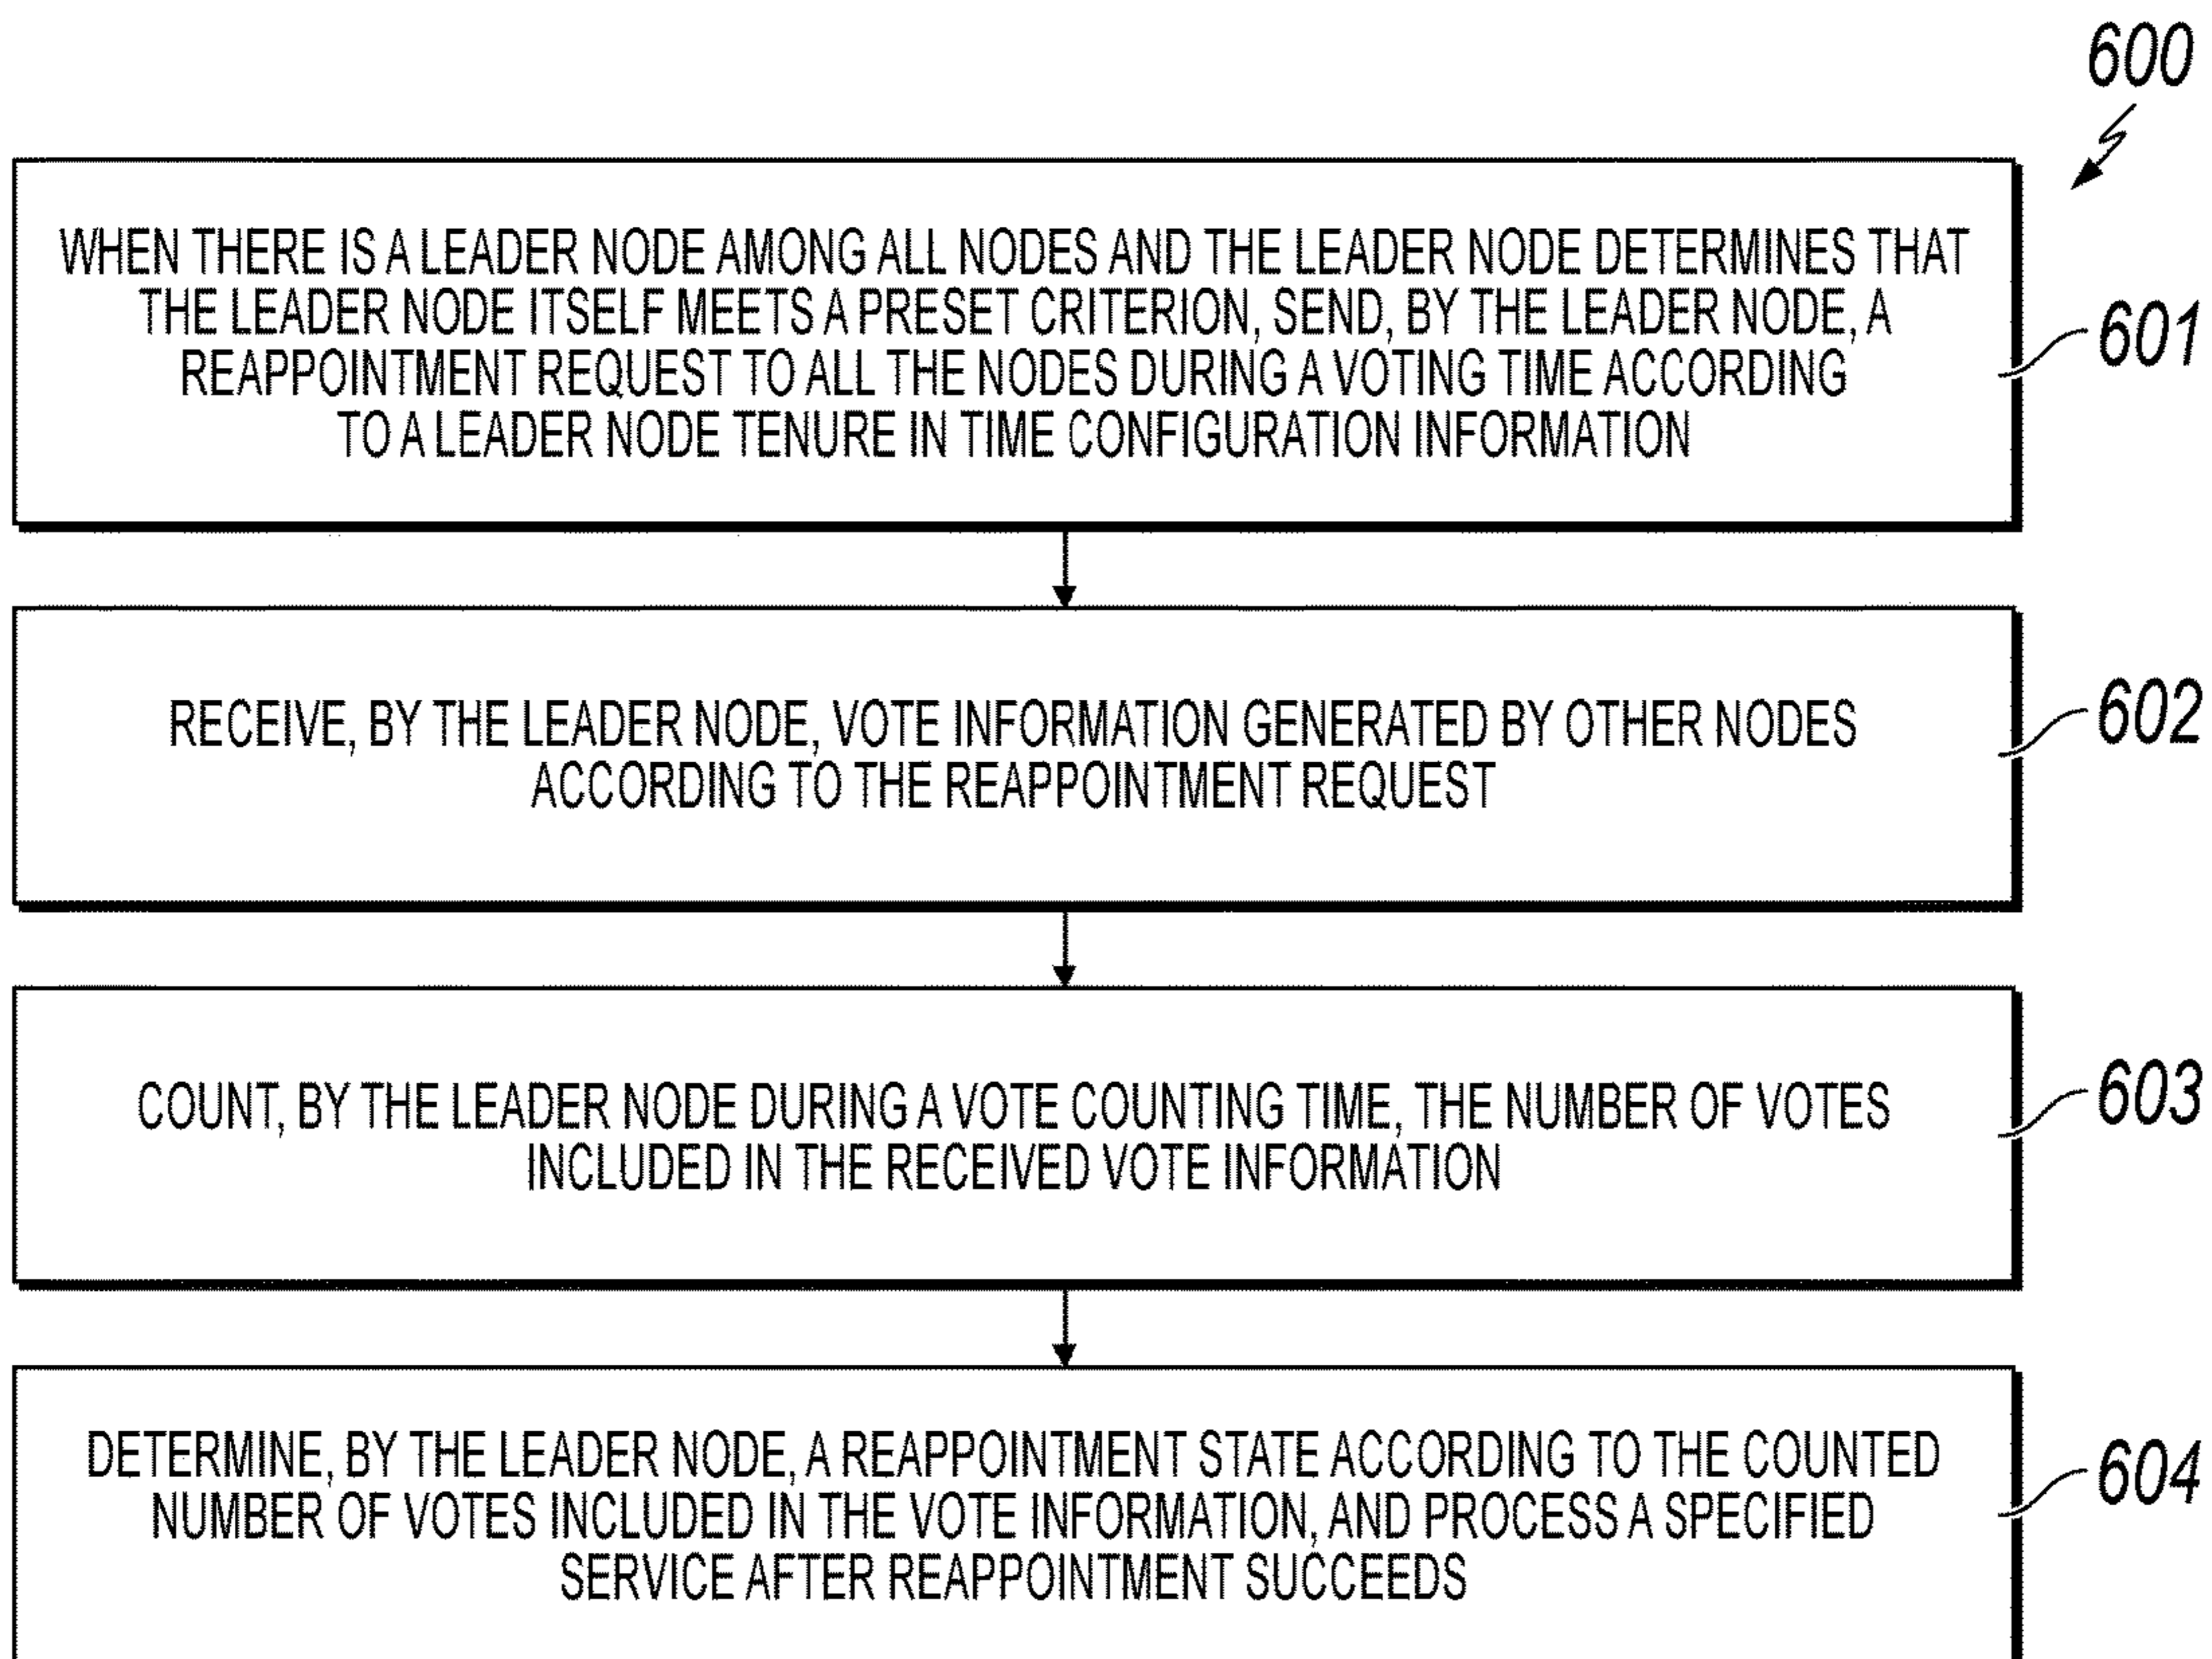 600
WHEN THERE IS A LEADER NODE AMONG ALL NODES AND THE LEADER NODE DETERMINES THAT
THE LEADER NODE ITSELF MEETS A PRESET CRITERION, SEND, BY THE LEADER NODE, A
REAPPOINTMENT REQUEST TO ALL THE NODES DURING A VOTING TIME ACCORDING
TO A LEADER NODE TENURE IN TIME CONFIGURATION INFORMATION
601
RECEIVE, BY THE LEADER NODE, VOTE INFORMATION GENERATED BY OTHER NODES
ACCORDING TO THE REAPPOINTMENT REQUEST
602
COUNT, BY THE LEADER NODE DURING A VOTE COUNTING TIME, THE NUMBER OF VOTES
INCLUDED IN THE RECEIVED VOTE INFORMATION
603
DETERMINE, BY THE LEADER NODE, A REAPPOINTMENT STATE ACCORDING TO THE COUNTED
NUMBER OF VOTES INCLUDED IN THE VOTE INFORMATION, AND PROCESS A SPECIFIED
SERVICE AFTER REAPPOINTMENT SUCCEEDS
604